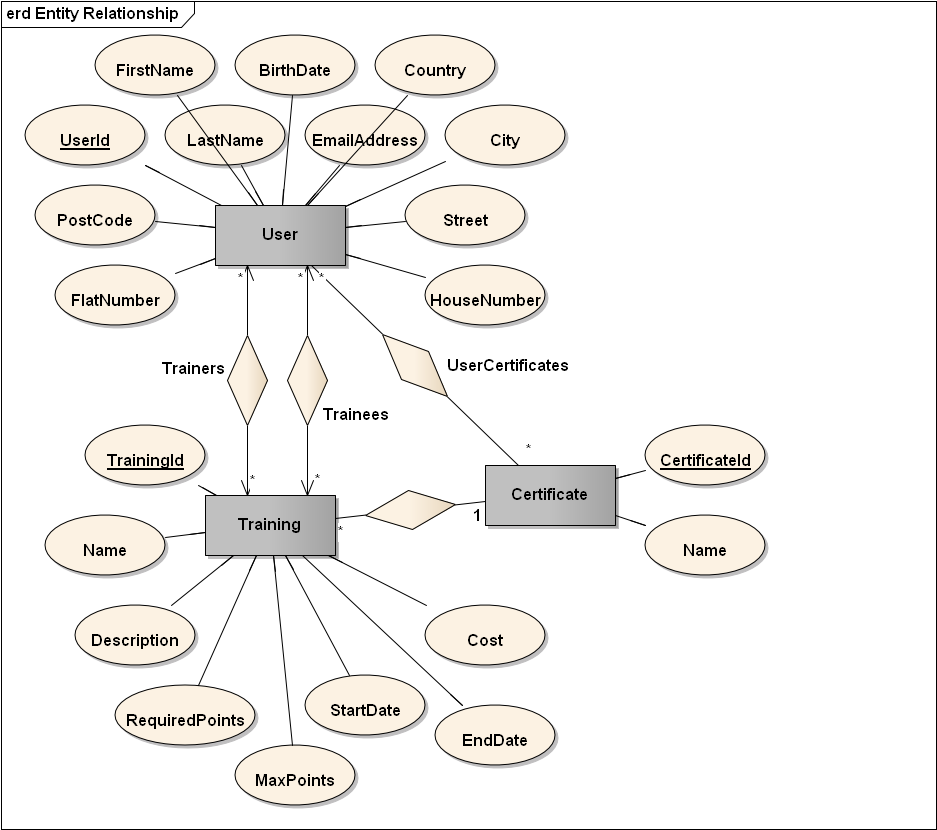 erd Entity Relationship
FirstName
BirthDate
Country
UserId
LastName
EmailAddress
City
PostCode
User
Street
FlatNumber
HouseNumber
*
*
*
Trainers
UserCertificates
Trainees
*
TrainingId
CertificateId
*
*
Certificate
1
Training
*
Name
Name
Description
Cost
RequiredPoints
StartDate
EndDate
MaxPoints